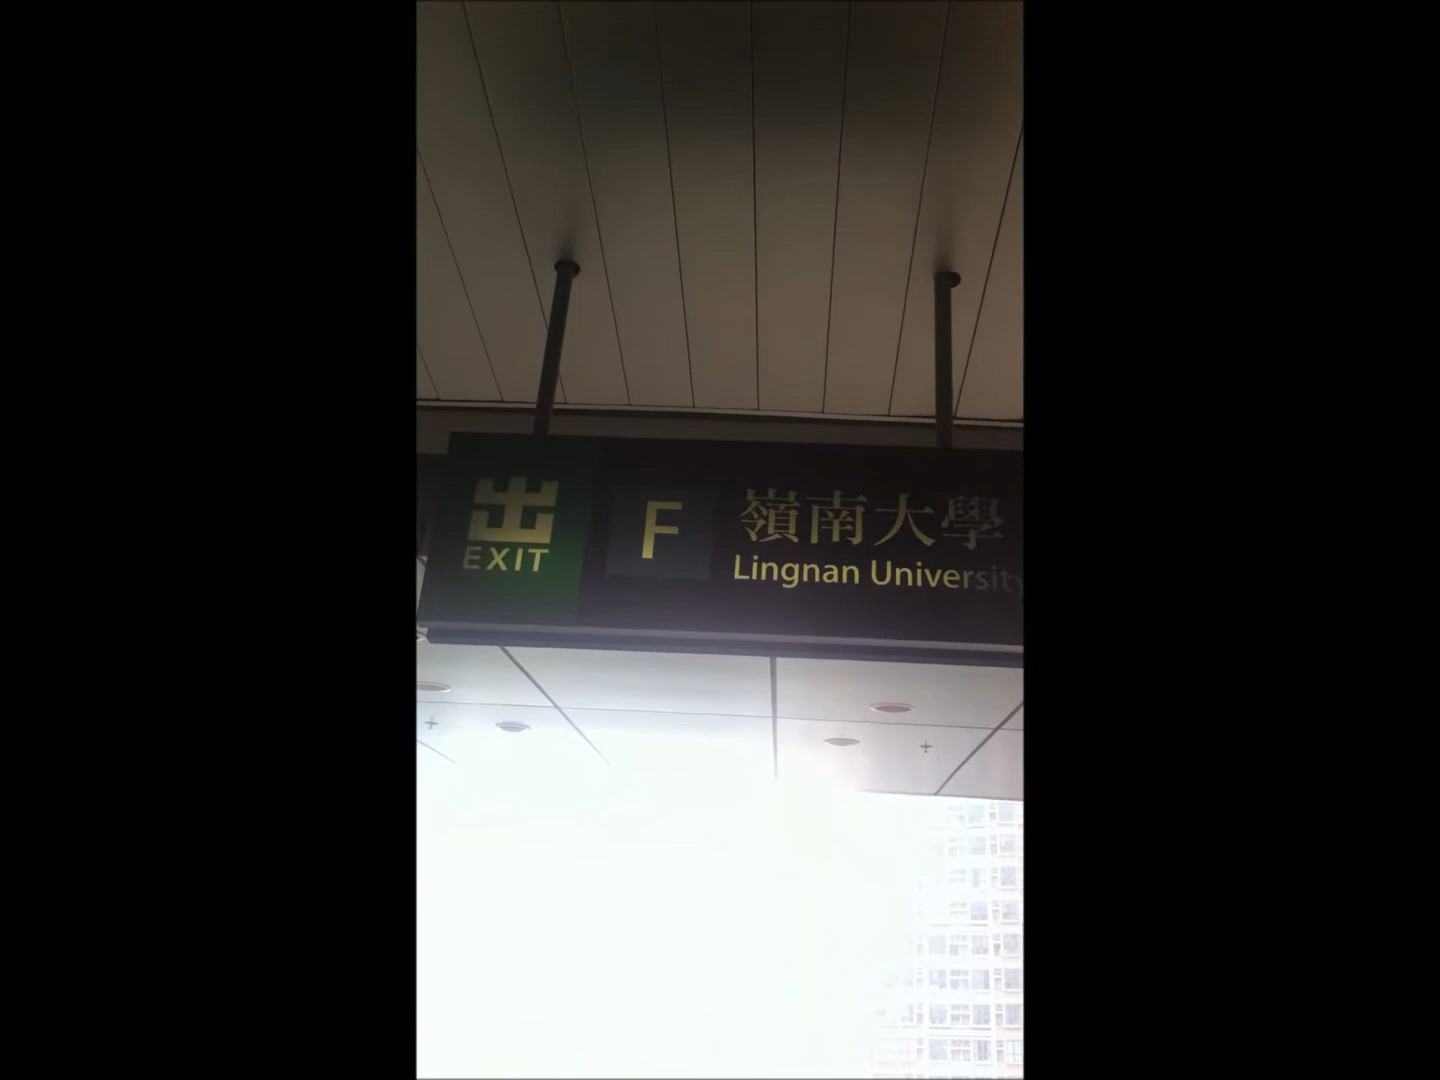 出
EXIT
F
嶺南大學
Lingnan University